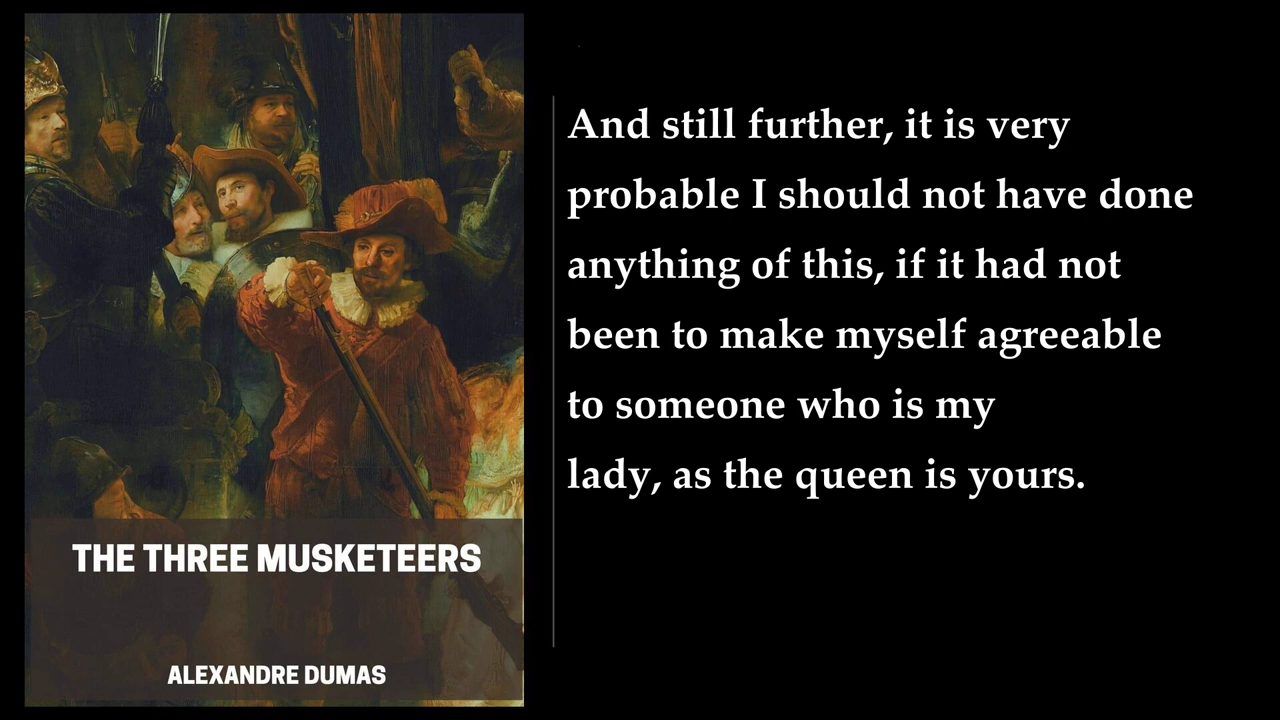 And still further, it is very
probable I should not have done
anything of this, if it had not
been to make myself agreeable
to someone who is my
lady, as the queen is yours.
THE THREE MUSKETEERS
ALEXANDRE DUMAS